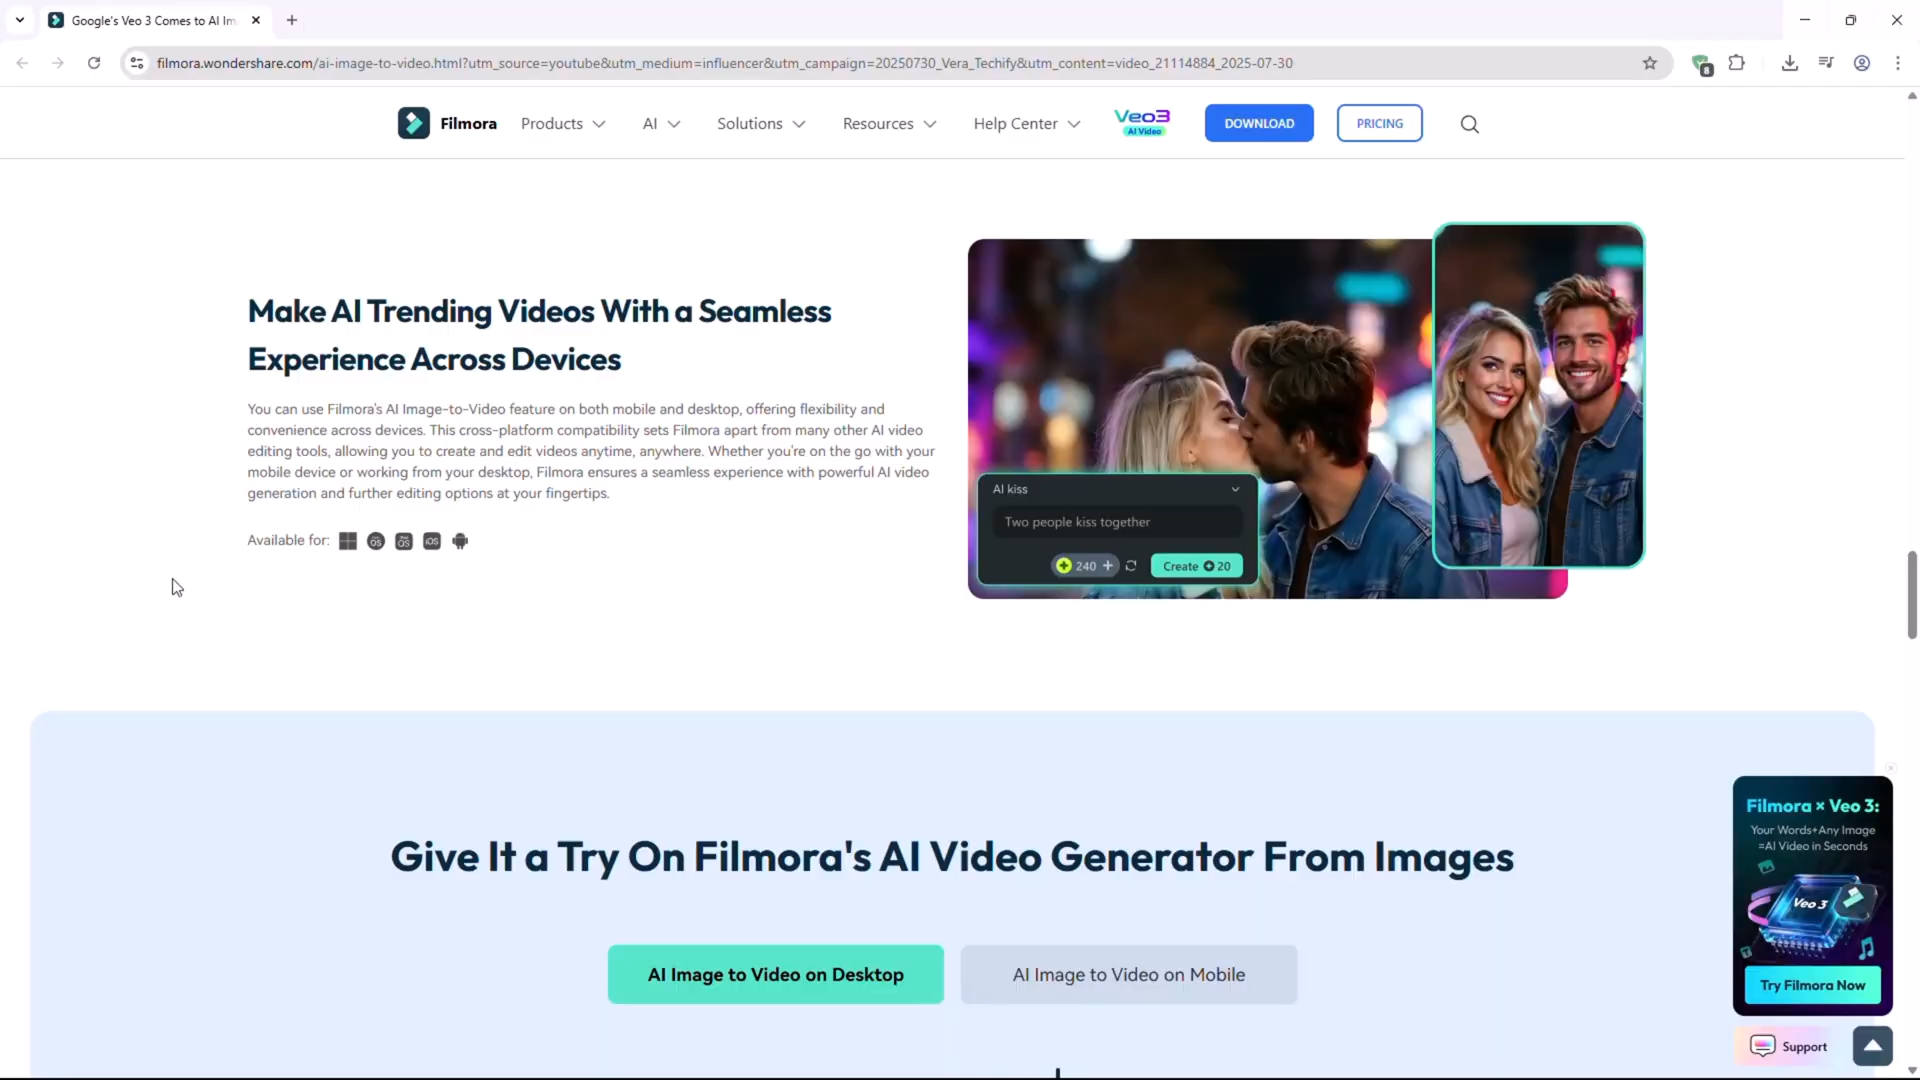 Google's Veo 3 Comes to AI Im
filmora.wondershare.com/ai-image-to-video.html?utm_source=youtube&utm_medium=influencer&utm_campaign=20250730_Vera_Techify&utm_content=video_21114884_2025-07-30
8
Filmora
Products
AI
Solutions
Resources
Help Center
Veo3
AI Video
DOWNLOAD
PRICING
Make AI Trending Videos With a Seamless
Experience Across Devices
You can use Filmora's AI Image-to-Video feature on both mobile and desktop, offering flexibility and
convenience across devices. This cross-platform compatibility sets Filmora apart from many other AI video
editing tools, allowing you to create and edit videos anytime, anywhere. Whether you're on the go with your
mobile device or working from your desktop, Filmora ensures a seamless experience with powerful AI video
generation and further editing options at your fingertips.
Available for:
AI kiss
Two people kiss together
240
Create 20
Give It a Try On Filmora's AI Video Generator From Images
AI Image to Video on Desktop
AI Image to Video on Mobile
Filmora × Veo 3:
Your Words+Any Image
=AI Video in Seconds
Veo 3
Try Filmora Now
Support